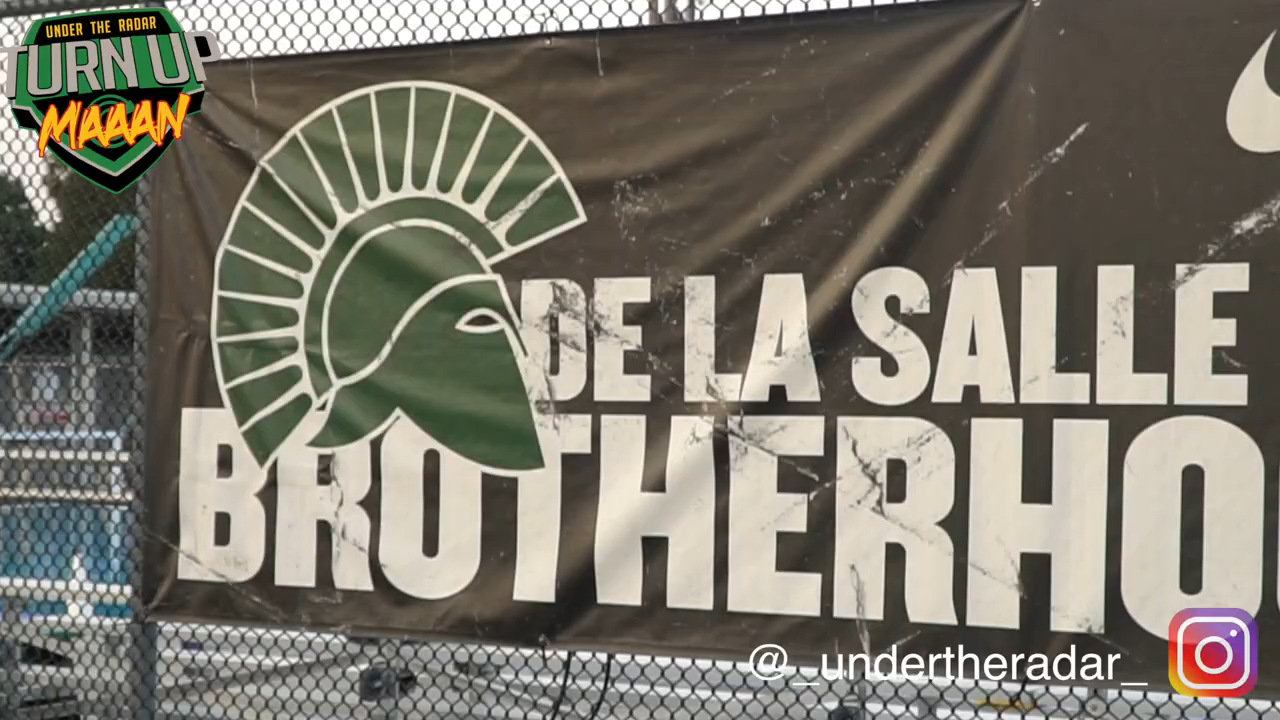 UNDER THE RADAR
TURN UP
MAAAN
DE LA SALLE
BROTHERHO
@_undertheradar_